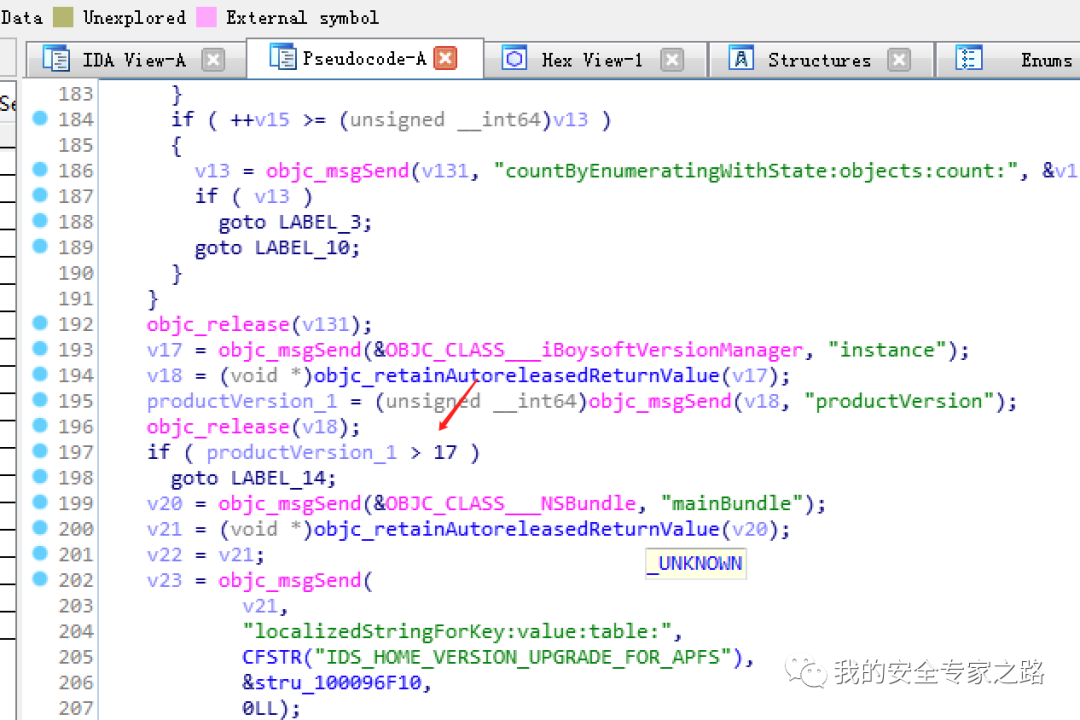 Data Unexplored External symbol
IDA View-A Pseudocode-A Hex View-1 Structures Enums
183 }
184 if ( ++v15 >= (unsigned __int64)v13 )
185 {
186 v13 = objc_msgSend(v131, "countByEnumeratingWithState:objects:count:", &v1
187 if ( v13 )
188 goto LABEL_3;
189 goto LABEL_10;
190 }
191 }
192 objc_release(v131);
193 v17 = objc_msgSend(&OBJC_CLASS___iBoysoftVersionManager, "instance");
194 v18 = (void *)objc_retainAutoreleasedReturnValue(v17);
195 productVersion_1 = (unsigned __int64)objc_msgSend(v18, "productVersion");
196 objc_release(v18);
197 if ( productVersion_1 > 17 )
198 goto LABEL_14;
199 v20 = objc_msgSend(&OBJC_CLASS___NSBundle, "mainBundle");
200 v21 = (void *)objc_retainAutoreleasedReturnValue(v20);
201 v22 = v21;
_UNKNOWN
202 v23 = objc_msgSend(
203 v21,
204 "localizedStringForKey:value:table:",
205 CFSTR("IDS_HOME_VERSION_UPGRADE_FOR_APFS"),
206 &stru_100096F10,
207 0LL);
我的安全专家之路